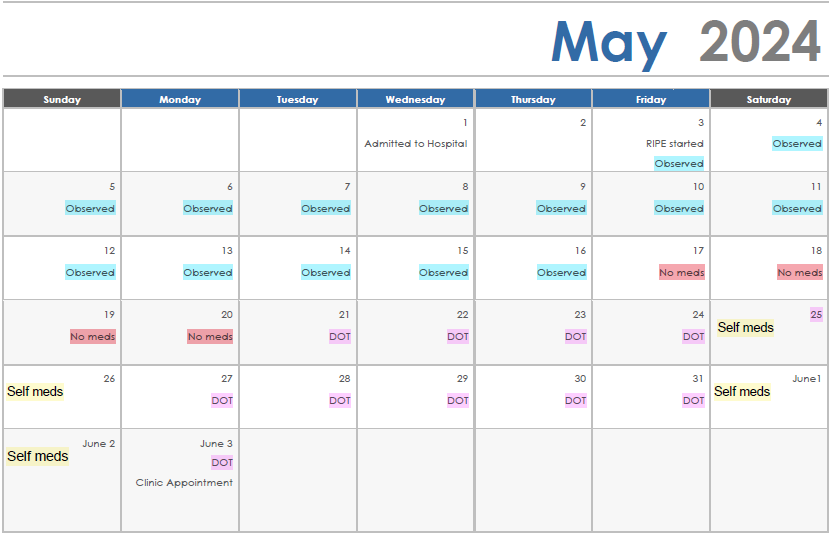 May 2024
Sunday Monday Tuesday Wednesday Thursday Friday Saturday
1 2 3 4
Admitted to Hospital RIPE started Observed
Observed
5 6 7 8 9 10 11
Observed Observed Observed Observed Observed Observed Observed
12 13 14 15 16 17 18
Observed Observed Observed Observed Observed No meds No meds
19 20 21 22 23 24 25
No meds No meds DOT DOT DOT DOT Self meds
26 27 28 29 30 31 June1
Self meds DOT DOT DOT DOT DOT Self meds
June 2 June 3
Self meds DOT
Clinic Appointment